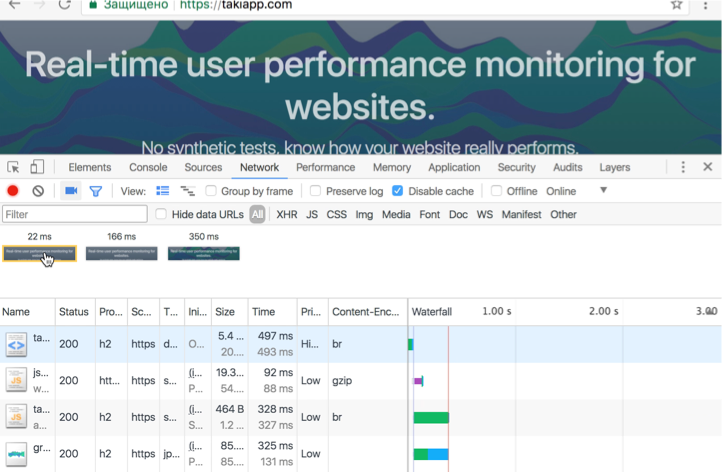 Защищено https://takiapp.com
Real-time user performance monitoring for
websites.
No synthetic tests, know how your website really performs.
Elements Console Sources Network Performance Memory Application Security Audits Layers
View: Group by frame Preserve log Disable cache Offline Online
Filter Hide data URLs All XHR JS CSS Img Media Font Doc WS Manifest Other
22 ms 166 ms 350 ms
Name Status Pro... Sc... T... Ini... Size Time Pri... Content-Enc... Waterfall 1.00 s 2.00 s 3.00
ta... 200 h2 https d... O... 5.4 ... 497 ms Hi... br
20.... 493 ms
js... 200 htt... https s... (i... 19.3... 92 ms Low gzip
w... P... 54.... 88 ms
ta... 200 h2 https s... (i... 464 B 328 ms Low br
a... S... 1.2 ... 327 ms
gr... 200 h2 https jp... (i... 85.... 325 ms Low
P... 85.... 131 ms